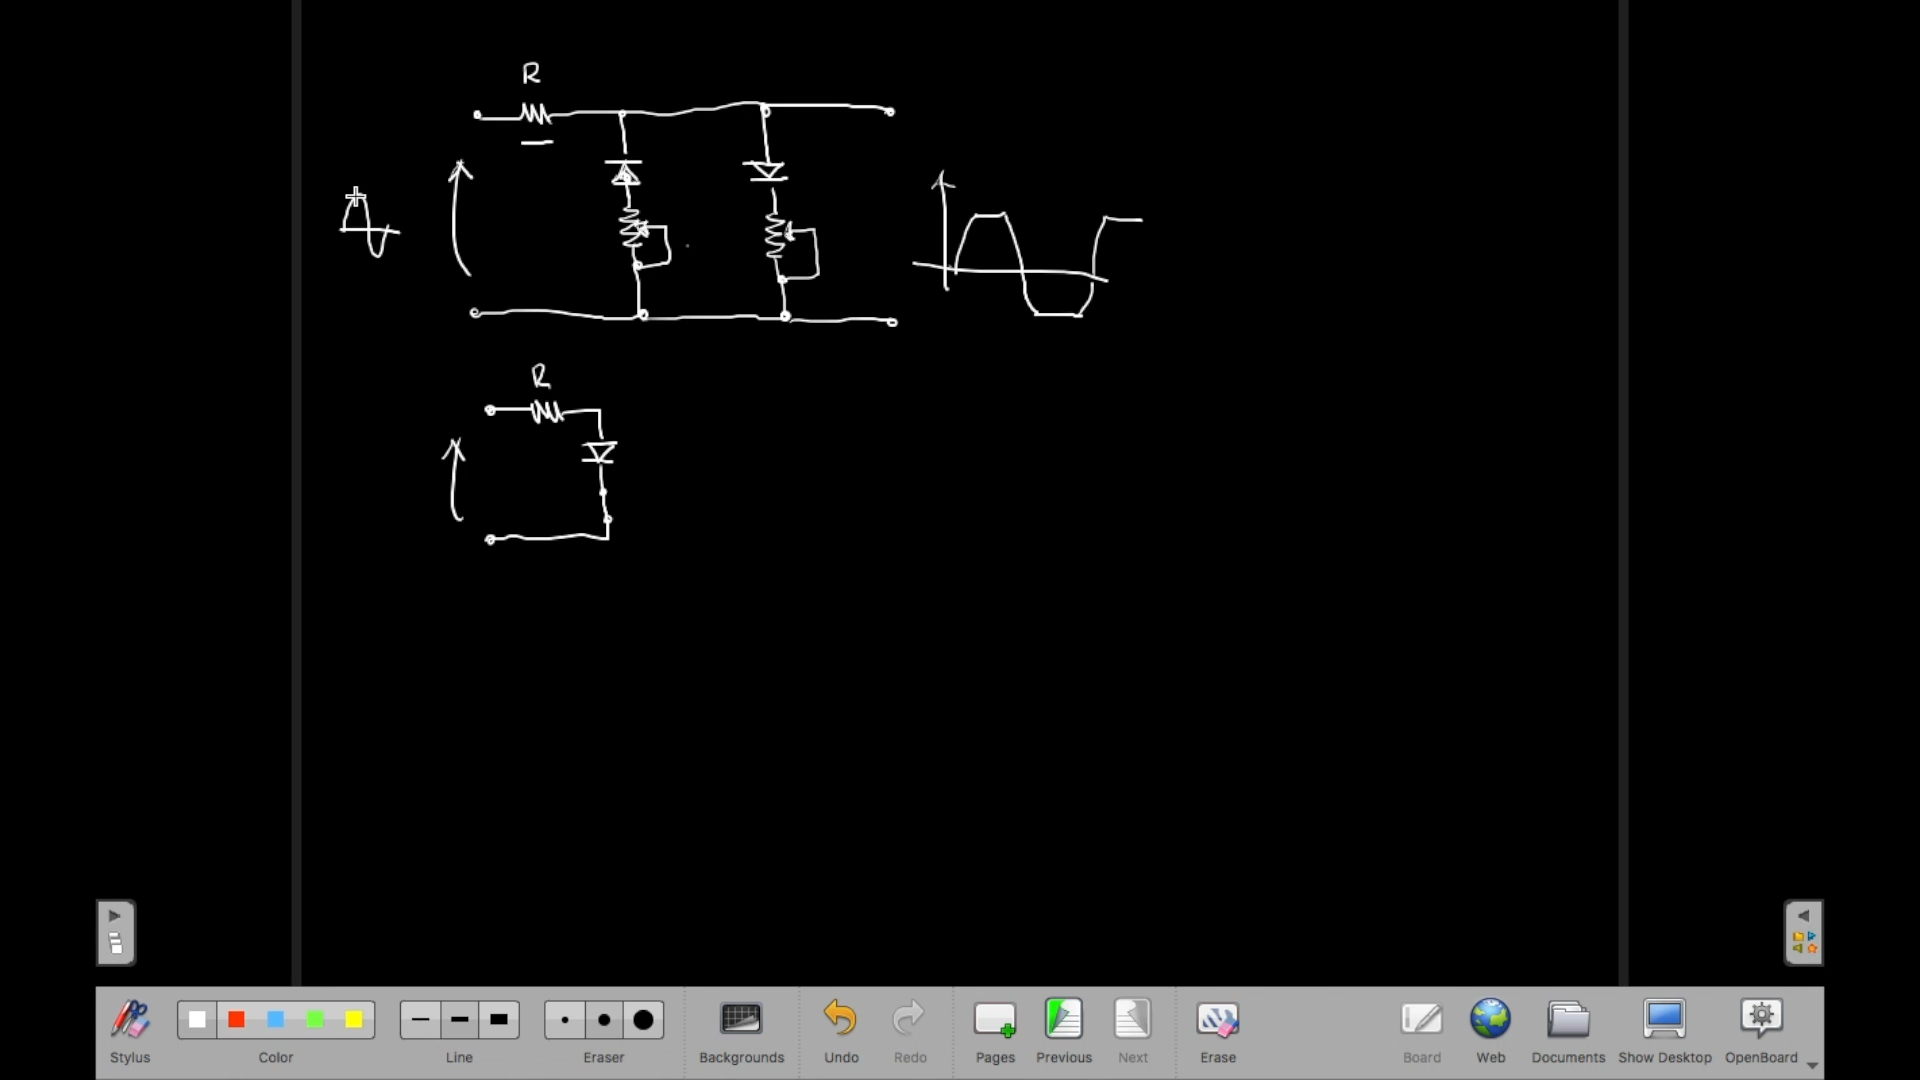 R
R
Stylus
Color
Line
Eraser
Backgrounds
Undo
Redo
Pages
Previous
Next
Erase
Board
Web
Documents
Show Desktop
OpenBoard